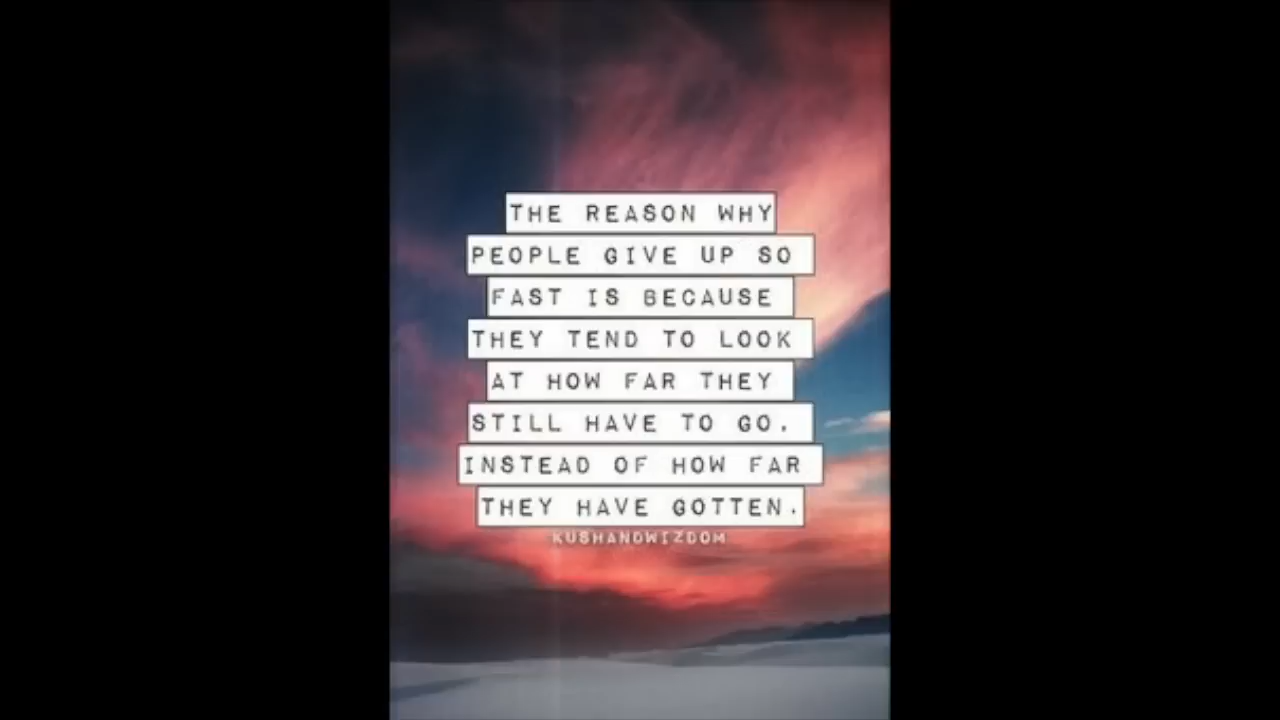 THE REASON WHY
PEOPLE GIVE UP SO
FAST IS BECAUSE
THEY TEND TO LOOK
AT HOW FAR THEY
STILL HAVE TO GO,
INSTEAD OF HOW FAR
THEY HAVE GOTTEN.
KUSHANDWIZDOM